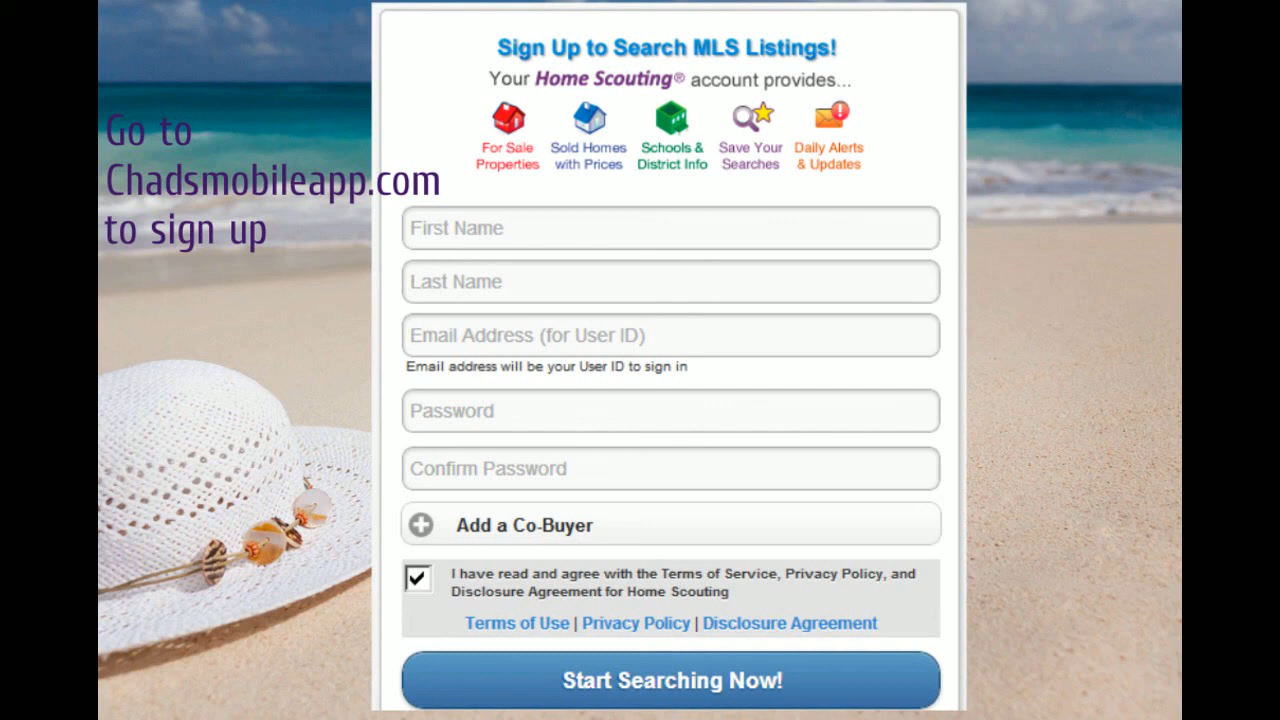 Sign Up to Search MLS Listings!
Your Home Scouting® account provides...
For Sale Properties
Sold Homes with Prices
Schools & District Info
Save Your Searches
Daily Alerts & Updates
Go to
Chadsmobileapp.com
to sign up
First Name
Last Name
Email Address (for User ID)
Email address will be your User ID to sign in
Password
Confirm Password
Add a Co-Buyer
I have read and agree with the Terms of Service, Privacy Policy, and
Disclosure Agreement for Home Scouting
Terms of Use | Privacy Policy | Disclosure Agreement
Start Searching Now!